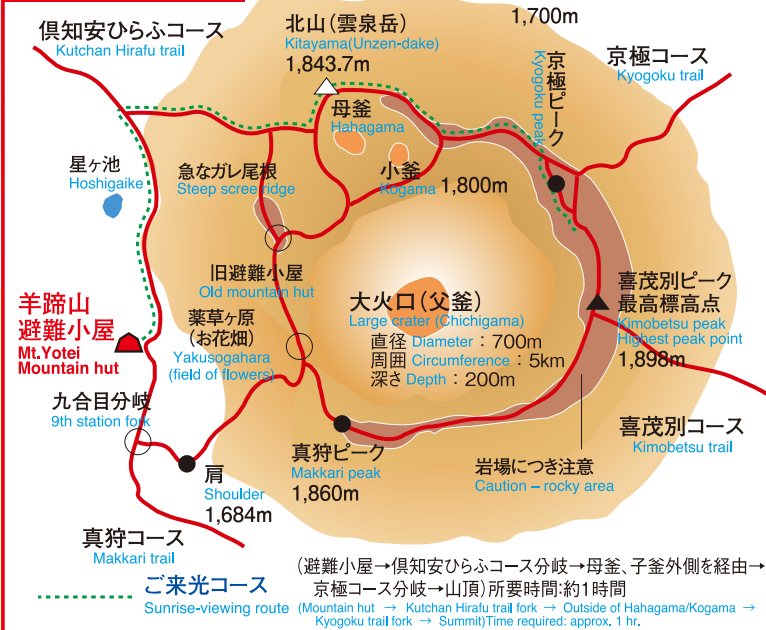 1,700m
倶知安ひらふコース
Kutchan Hirafu trail
北山(雲泉岳)
Kitayama(Unzen-dake)
1,843.7m
京極コース
Kyogoku trail
京極ピーク
Kyogoku peak
母釜
Hahagama
小釜
Kogama
1,800m
星ヶ池
Hoshigaike
急なガレ尾根
Steep scree ridge
旧避難小屋
Old mountain hut
大火口(父釜)
Large crater (Chichigama)
直径 Diameter:700m
周囲 Circumference:5km
深さ Depth:200m
喜茂別ピーク
最高標高点
Kimobetsu peak
Highest peak point
1,898m
羊蹄山
避難小屋
Mt.Yotei
Mountain hut
薬草ヶ原
(お花畑)
Yakusogahara
(field of flowers)
九合目分岐
9th station fork
真狩ピーク
Makkari peak
1,860m
喜茂別コース
Kimobetsu trail
岩場につき注意
Caution – rocky area
肩
Shoulder
1,684m
真狩コース
Makkari trail
ご来光コース
Sunrise-viewing route
(避難小屋→倶知安ひらふコース分岐→母釜、子釜外側を経由→
京極コース分岐→山頂)所要時間:約1時間
(Mountain hut → Kutchan Hirafu trail fork → Outside of Hahagama/Kogama →
Kyogoku trail fork → Summit)Time required: approx. 1 hr.